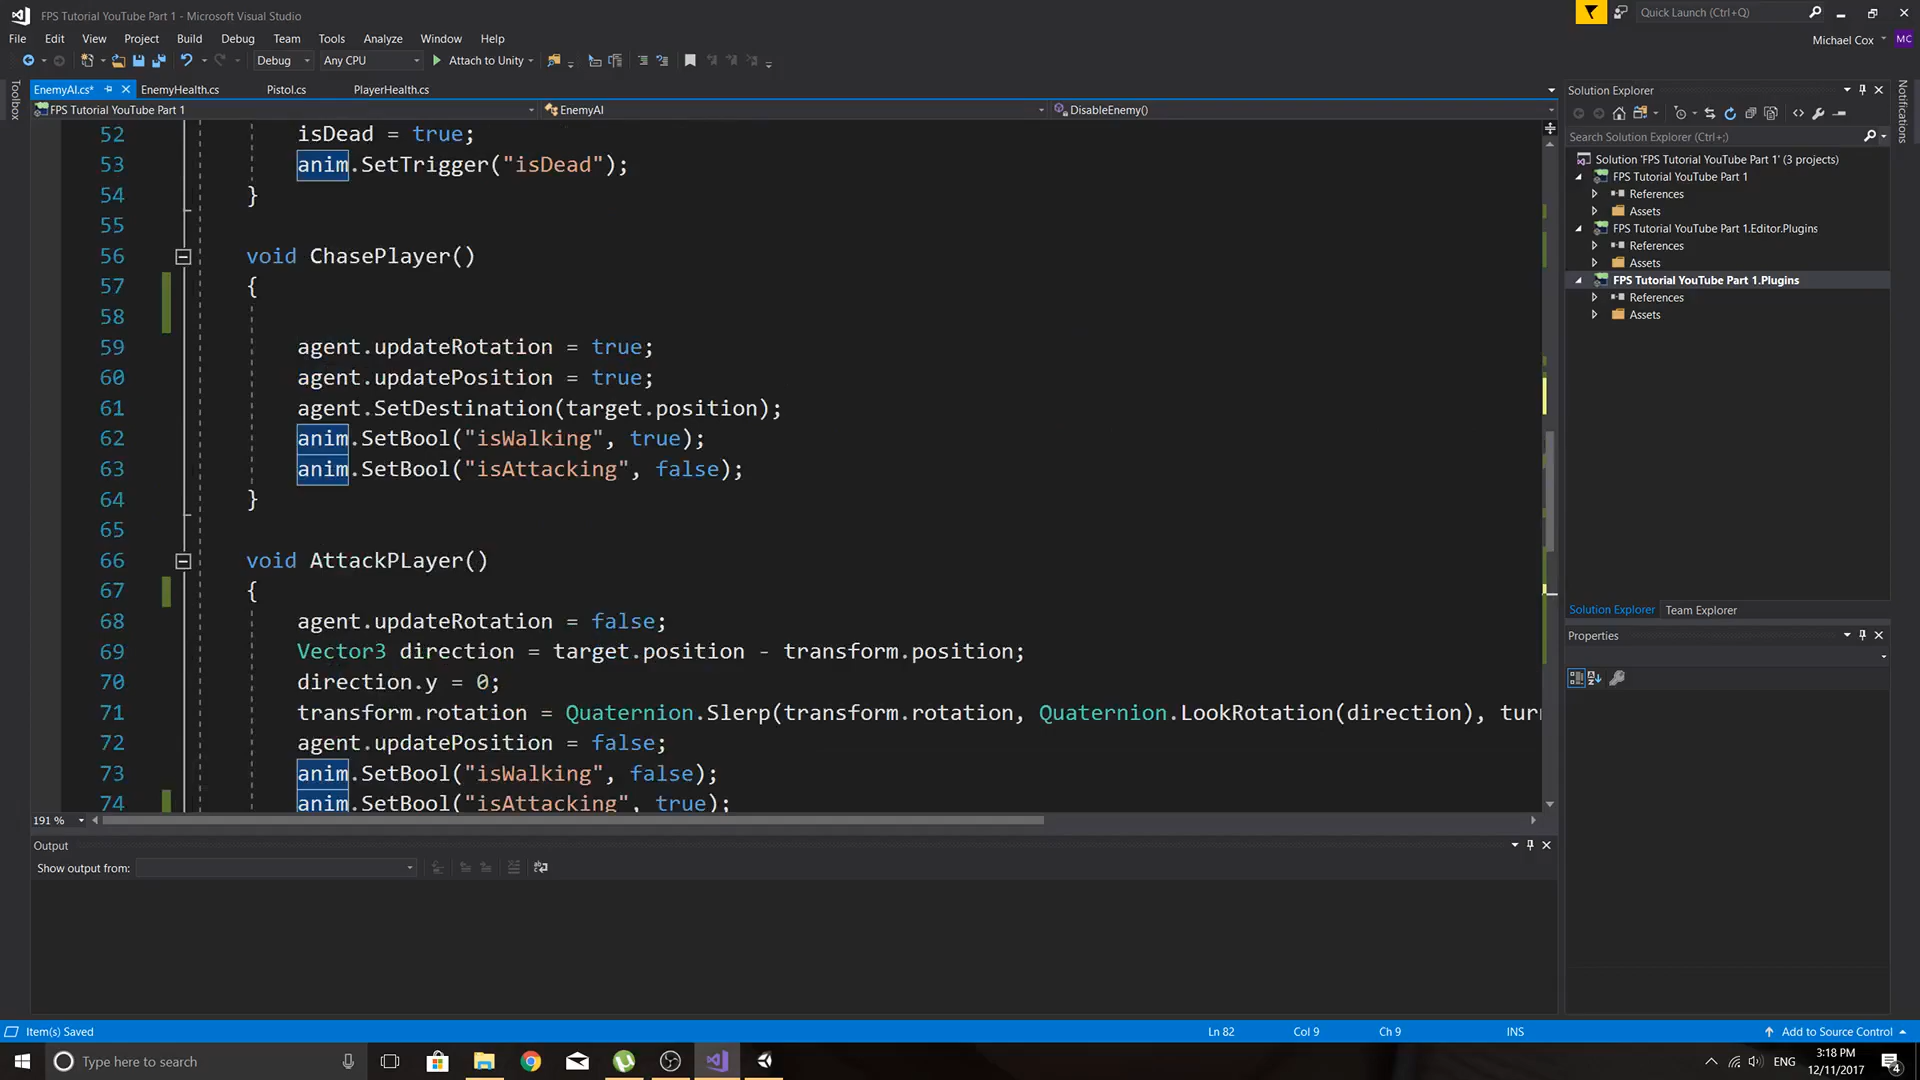 FPS Tutorial YouTube Part 1 - Microsoft Visual Studio
Quick Launch (Ctrl+Q)
File Edit View Project Build Debug Team Tools Test Analyze Window Help
Michael Cox MC
Debug Any CPU Attach to Unity
EnemyAI.cs* EnemyHealth.cs Pistol.cs PlayerHealth.cs
FPS Tutorial YouTube Part 1 EnemyAI DisableEnemy()
Toolbox
52 isDead = true;
53 anim.SetTrigger("isDead");
54 }
55
56 void ChasePlayer()
57 {
58
59 agent.updateRotation = true;
60 agent.updatePosition = true;
61 agent.SetDestination(target.position);
62 anim.SetBool("isWalking", true);
63 anim.SetBool("isAttacking", false);
64 }
65
66 void AttackPLayer()
67 {
68 agent.updateRotation = false;
69 Vector3 direction = target.position - transform.position;
70 direction.y = 0;
71 transform.rotation = Quaternion.Slerp(transform.rotation, Quaternion.LookRotation(direction), tur
72 agent.updatePosition = false;
73 anim.SetBool("isWalking", false);
74 anim.SetBool("isAttacking", true);
191 %
Output
Show output from:
Solution Explorer
Search Solution Explorer (Ctrl+;)
Solution 'FPS Tutorial YouTube Part 1' (3 projects)
FPS Tutorial YouTube Part 1
References
Assets
FPS Tutorial YouTube Part 1.Editor.Plugins
References
Assets
FPS Tutorial YouTube Part 1.Plugins
References
Assets
Solution Explorer Team Explorer
Properties
Notifications
Item(s) Saved Ln 82 Col 9 Ch 9 INS Add to Source Control
Type here to search
ENG
3:18 PM
12/11/2017
4